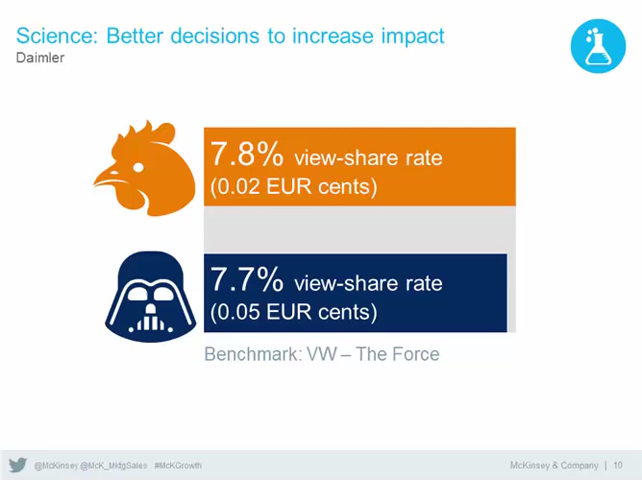 Science: Better decisions to increase impact
Daimler
7.8% view-share rate
(0.02 EUR cents)
7.7% view-share rate
(0.05 EUR cents)
Benchmark: VW – The Force
@McKinsey @McK_MktgSales #McKGrowth
McKinsey & Company | 10